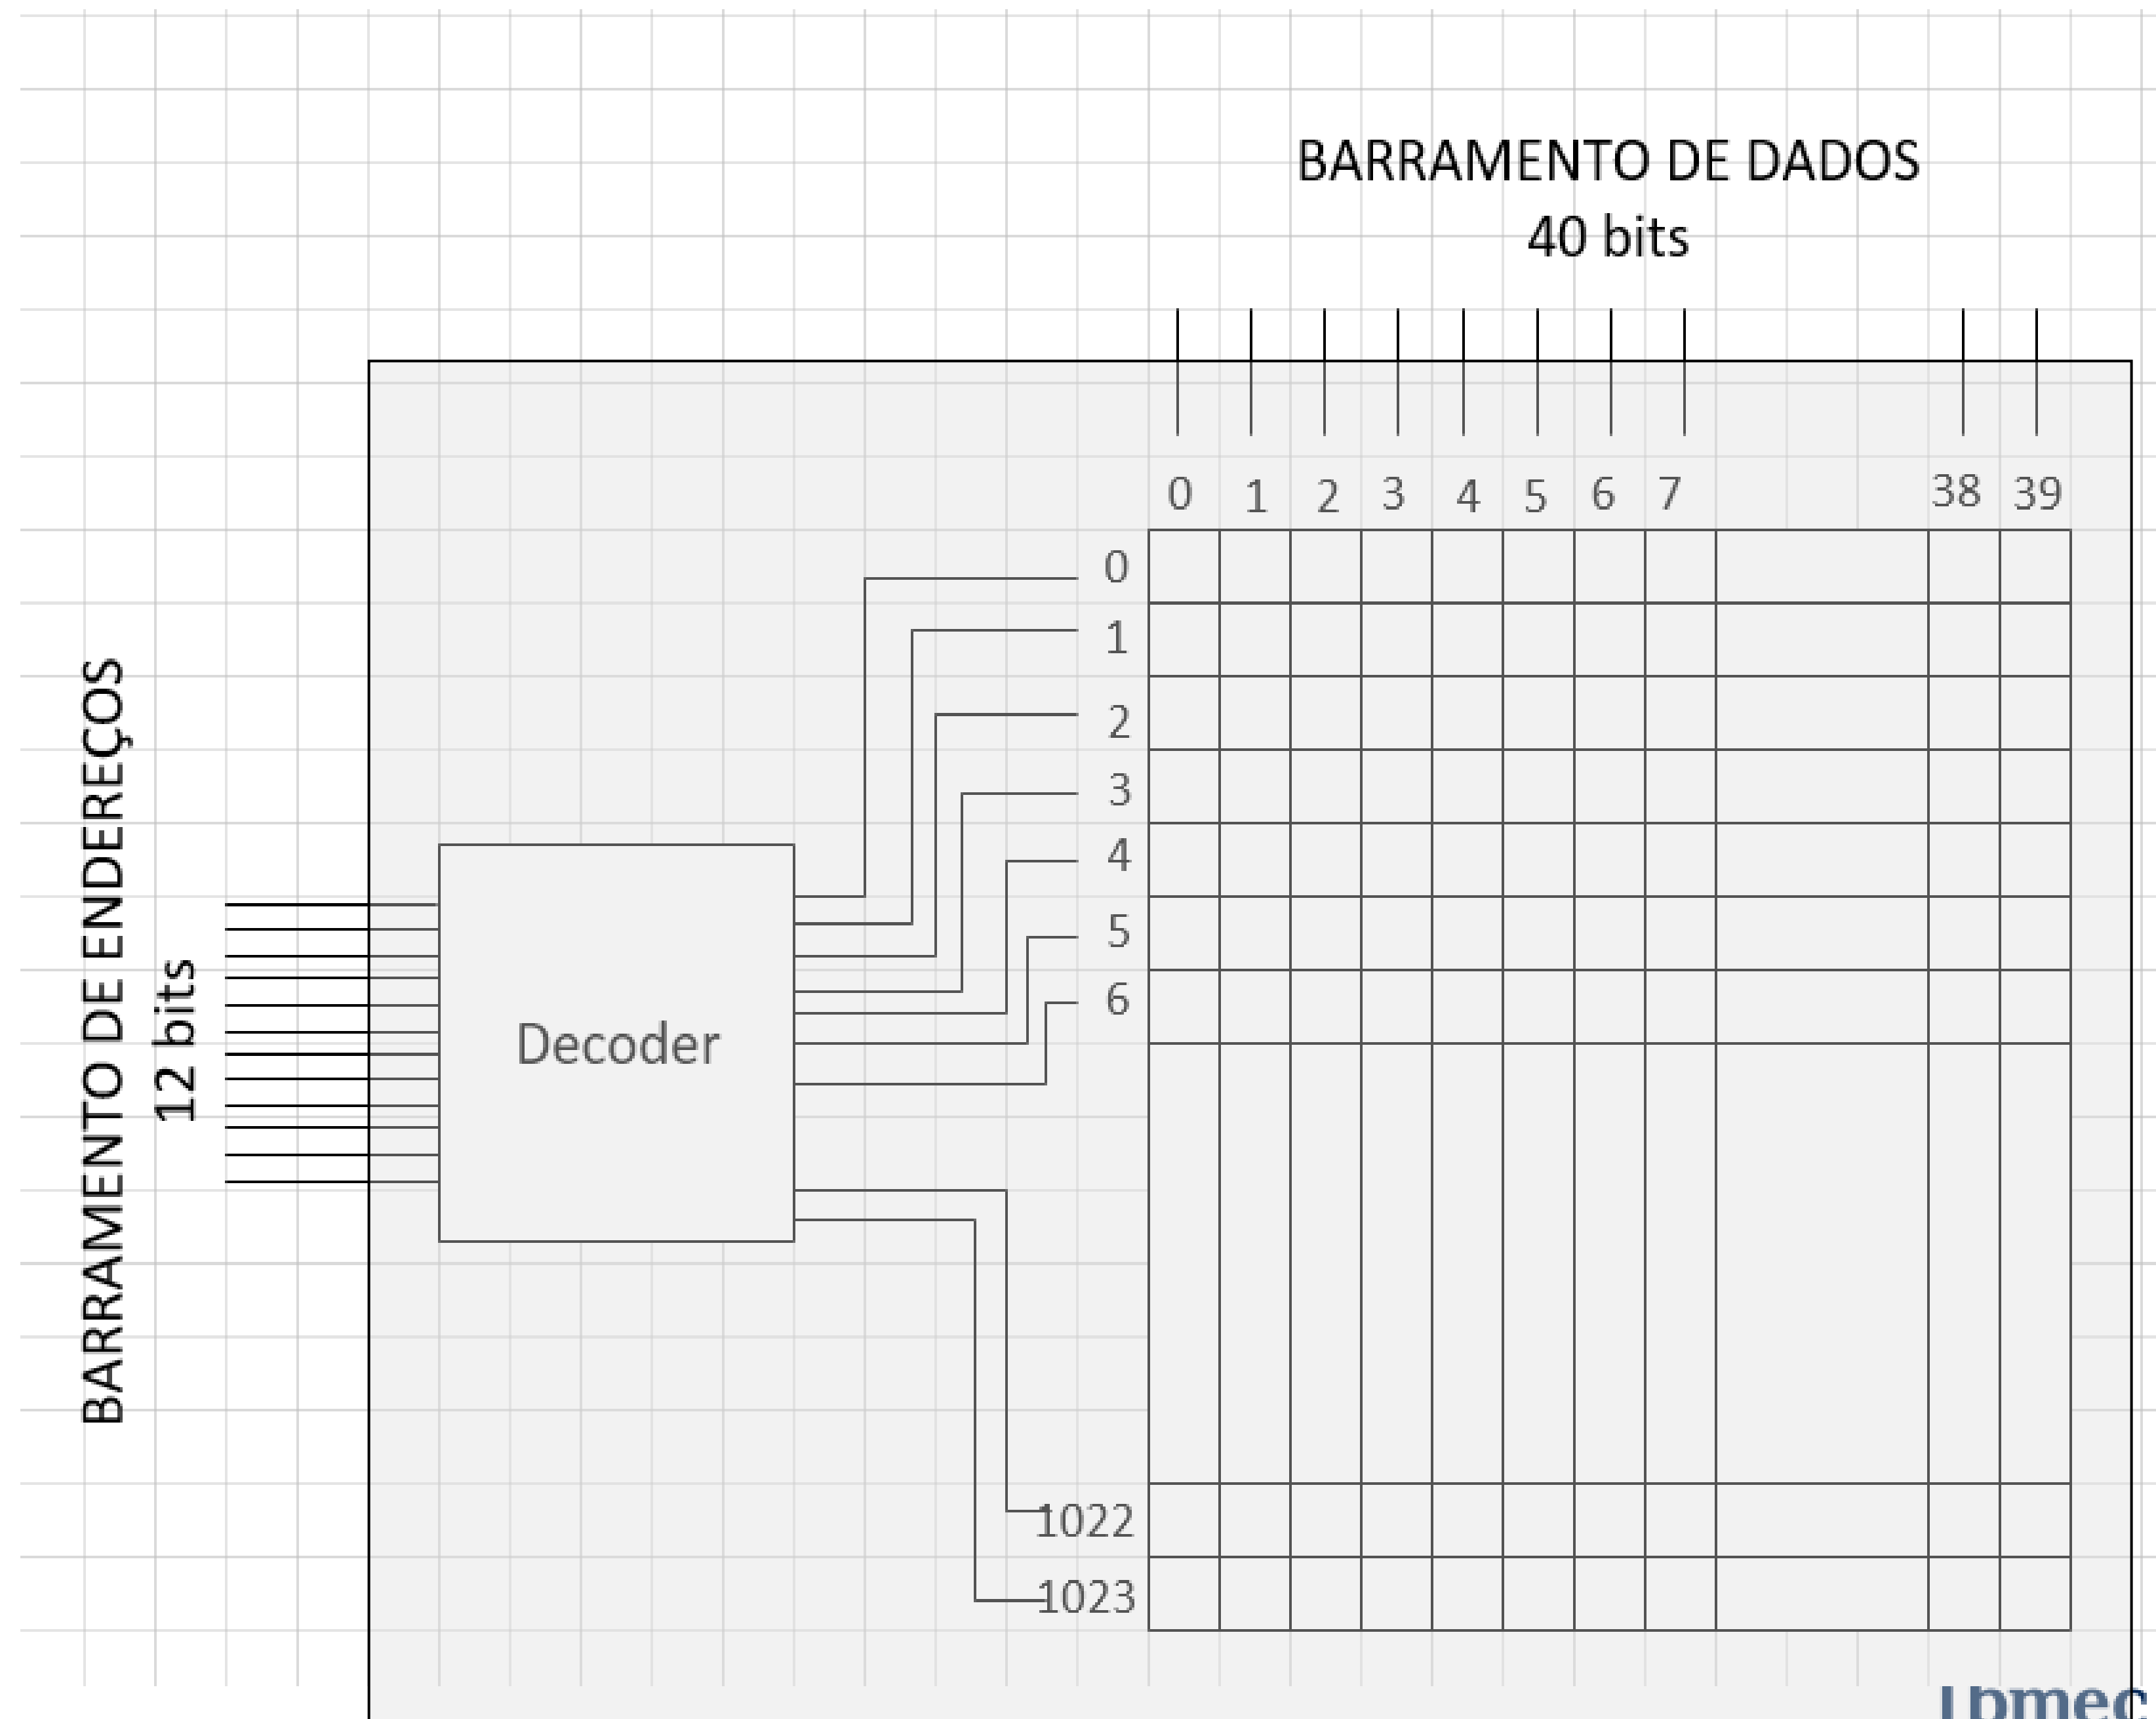 BARRAMENTO DE DADOS
40 bits
0 1 2 3 4 5 6 7 38 39
0
1
2
3
4
5
6
1022
1023
Decoder
BARRAMENTO DE ENDEREÇOS
12 bits
Ibmec